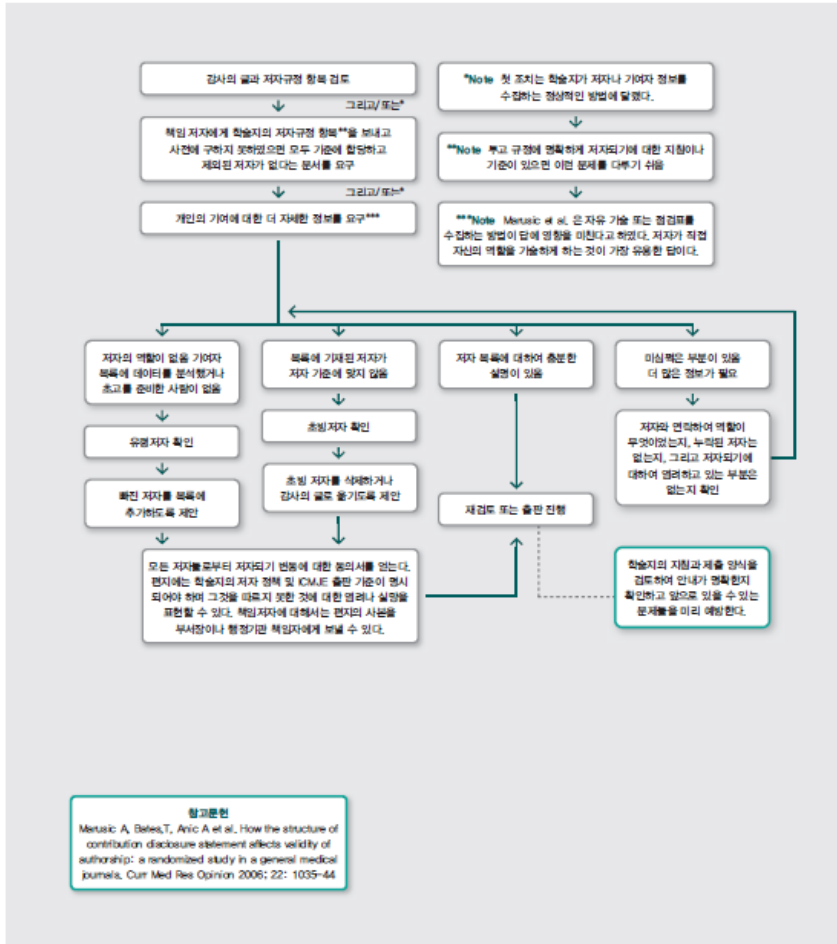 감사의 글과 저자규정 항목 검토
그리고/또는*
책임 저자에게 학술지의 저자규정 항목**을 보내고
사전에 구하지 못하였으면 모두 기준에 합당하고
제외된 저자가 없다는 문서를 요구
그리고/또는*
개인의 기여에 대한 더 자세한 정보를 요구***
*Note 첫 조치는 학술지가 저자나 기여자 정보를
수집하는 정상적인 방법에 달렸다.
**Note 투고 규정에 명확하게 저자되기에 대한 지침이나
기준이 있으면 이런 문제를 다루기 쉬움
***Note Marusic et al. 은 자유 기술 또는 점검표를
수집하는 방법이 답에 영향을 미친다고 하였다. 저자가 직접
자신의 역할을 기술하게 하는 것이 가장 유용한 답이다.
저자의 역할이 없음 기여자
목록에 데이터를 분석했거나
초고를 준비한 사람이 없음
유령저자 확인
빠진 저자를 목록에
추가하도록 제안
목록에 기재된 저자가
저자 기준에 맞지 않음
초빙저자 확인
초빙 저자를 삭제하거나
감사의 글로 옮기도록 제안
저자 목록에 대하여 충분한
설명이 있음
재검토 또는 출판 진행
미심쩍은 부분이 있음
더 많은 정보가 필요
저자와 연락하여 역할이
무엇이었는지, 누락된 저자는
없는지, 그리고 저자되기에
대하여 염려하고 있는 부분은
없는지 확인
모든 저자들로부터 저자되기 변동에 대한 동의서를 얻는다.
편지에는 학술지의 저자 정책 및 ICMJE 출판 기준이 명시
되어야 하며 그것을 따르지 못한 것에 대한 염려나 실망을
표현할 수 있다. 책임저자에 대해서는 편지의 사본을
부서장이나 행정기관 책임자에게 보낼 수 있다.
학술지의 지침과 제출 양식을
검토하여 안내가 명확한지
확인하고 앞으로 있을 수 있는
문제들을 미리 예방한다.
참고문헌
Marusic A, Bates,T, Anic A et al. How the structure of
contribution disclosure statement affects validity of
authorship: a randomized study in a general medical
journals. Curr Med Res Opinion 2006; 22: 1035-44